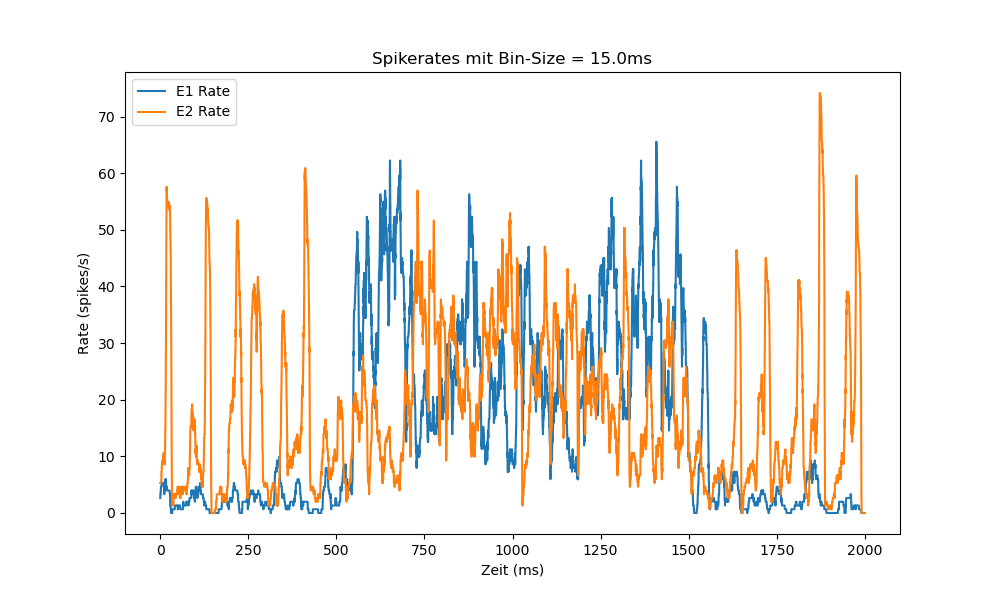 Spikerates mit Bin-Size = 15.0ms
E1 Rate
E2 Rate
Rate (spikes/s)
70
60
50
40
30
20
10
0
0 250 500 750 1000 1250 1500 1750 2000
Zeit (ms)